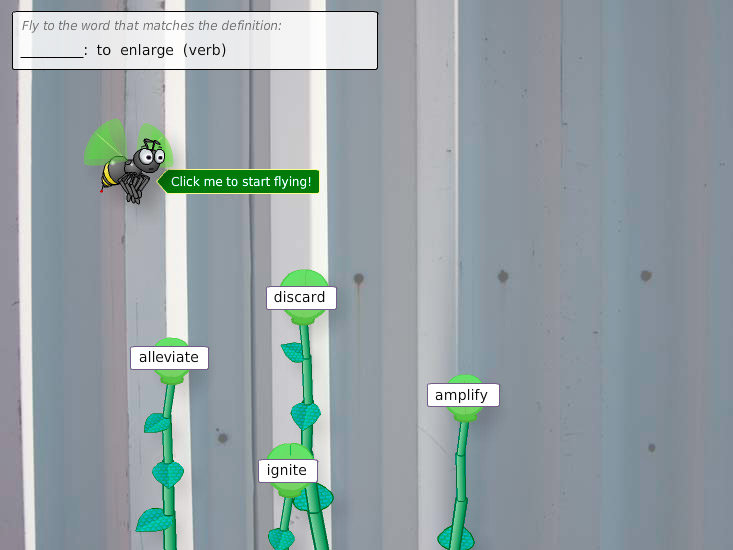 Fly to the word that matches the definition:
_________: to enlarge (verb)
Click me to start flying!
discard
alleviate
amplify
ignite